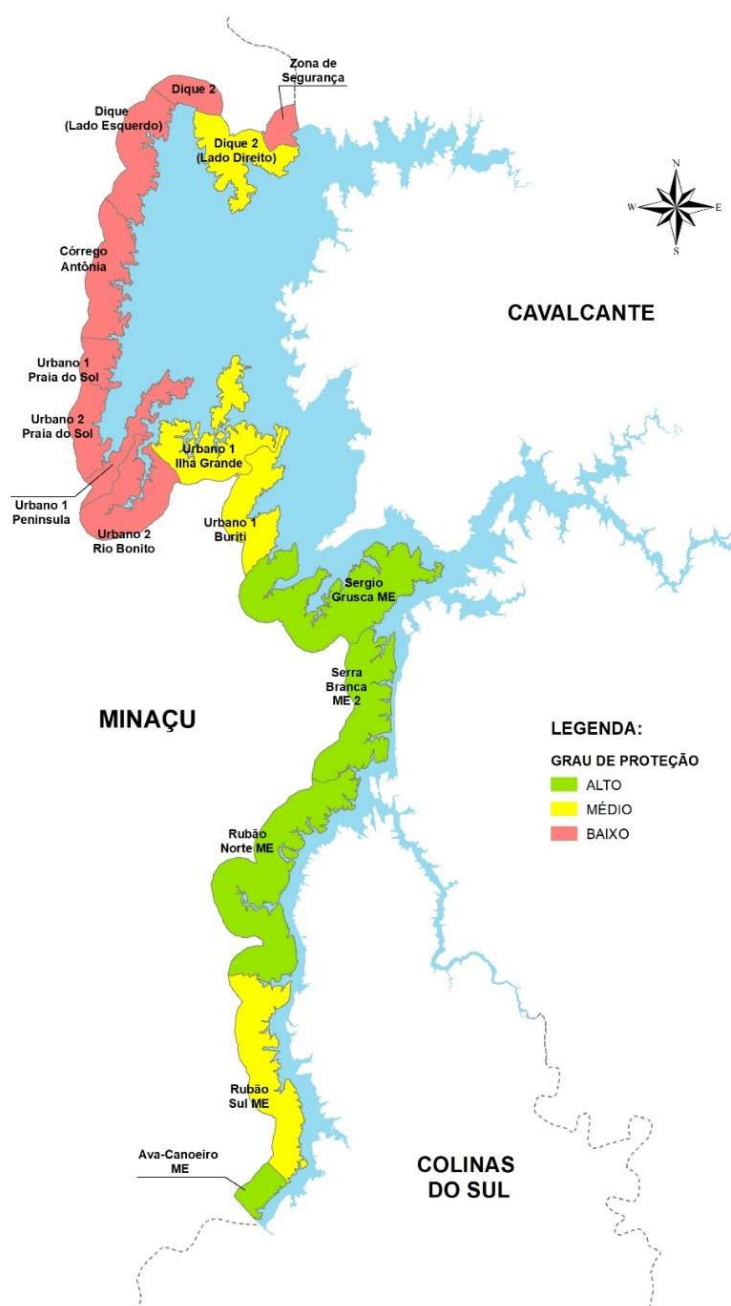 Zona de
Segurança
Dique 2
Dique
(Lado Esquerdo)
Dique 2
(Lado Direito)
N
W
E
S
Córrego
Antônia
CAVALCANTE
Urbano 1
Praia do Sol
Urbano 2
Praia do Sol
Urbano 1
Ilha Grande
Urbano 1
Península
Urbano 2
Rio Bonito
Urbano 1
Buriti
Sergio
Grusca ME
Serra
Branca
ME 2
MINAÇU
LEGENDA:
GRAU DE PROTEÇÃO
ALTO
MÉDIO
BAIXO
Rubão
Norte ME
Rubão
Sul ME
Ava-Canoeiro
ME
COLINAS
DO SUL